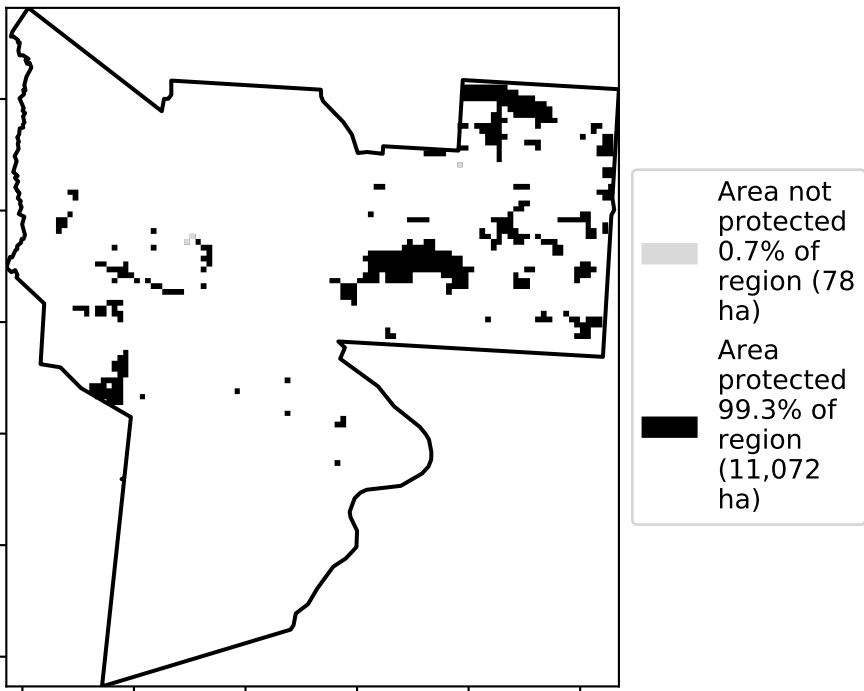 Area not
protected
0.7% of
region (78
ha)
Area
protected
99.3% of
region
(11,072
ha)